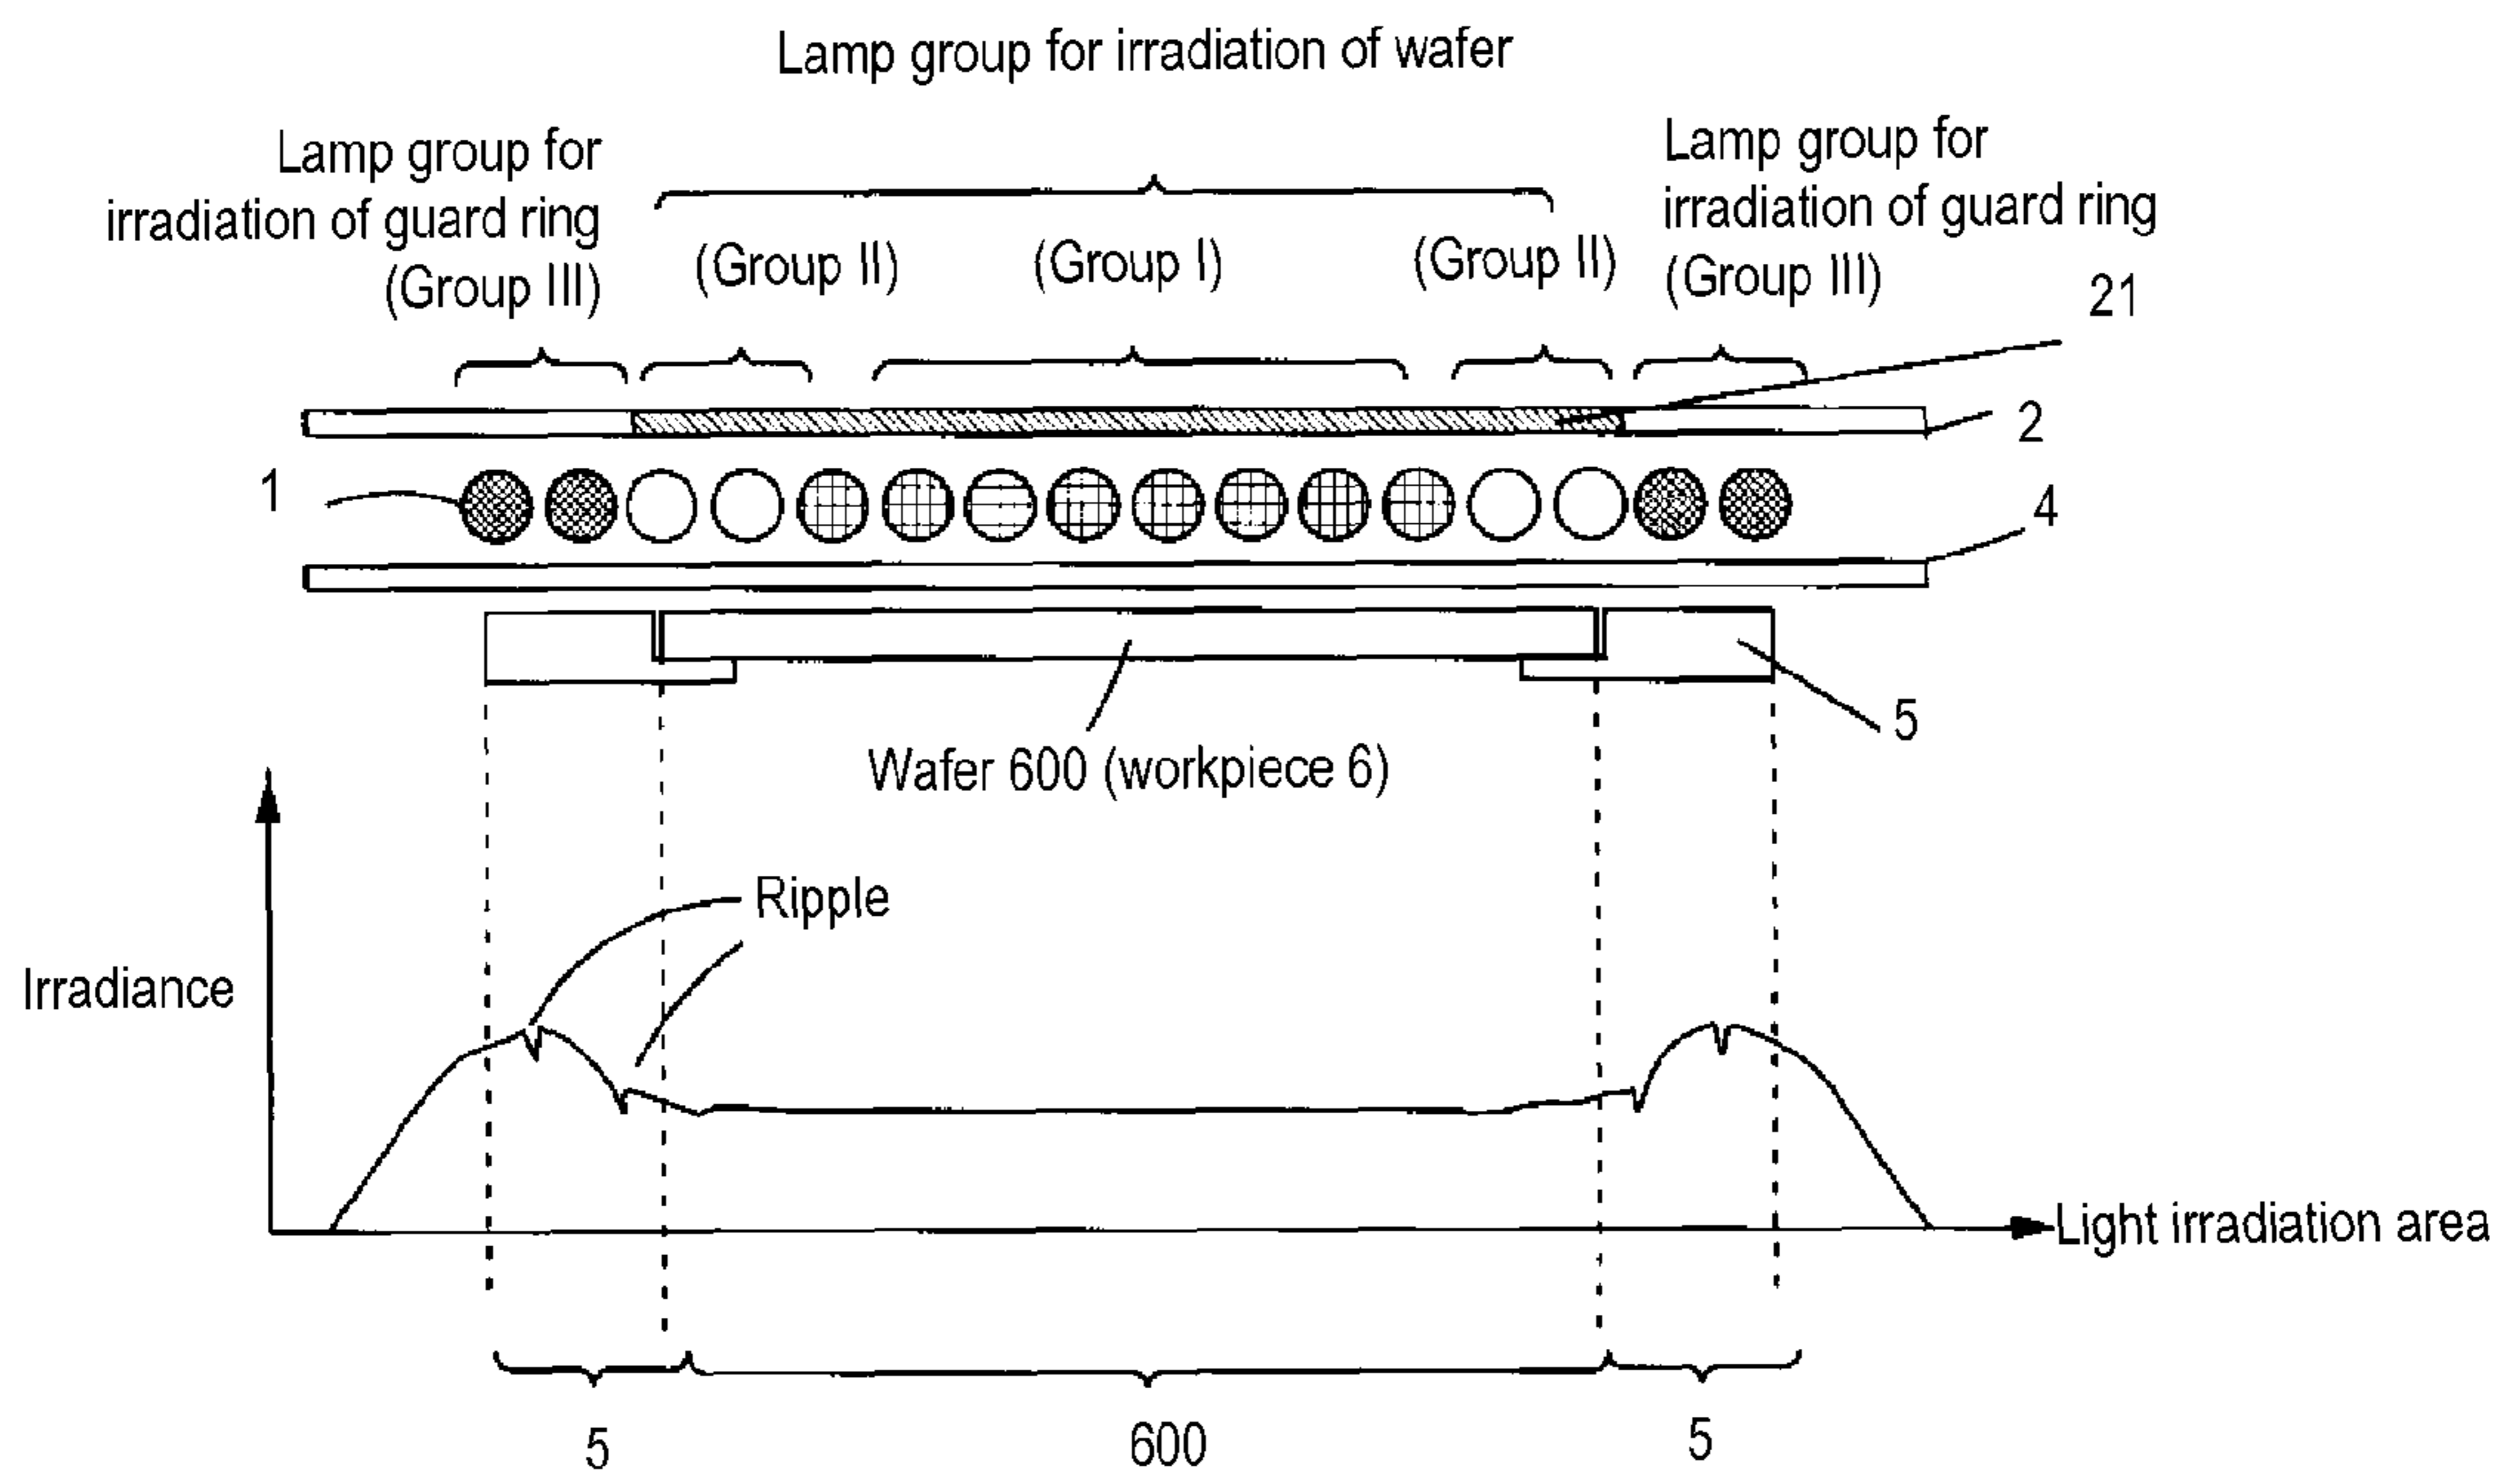 Lamp group for irradiation of wafer
Lamp group for
irradiation of guard ring
(Group III)
(Group II)
(Group I)
(Group II)
Lamp group for
irradiation of guard ring
(Group III)
21
2
1
4
5
Wafer 600 (workpiece 6)
Ripple
Irradiance
Light irradiation area
5
600
5